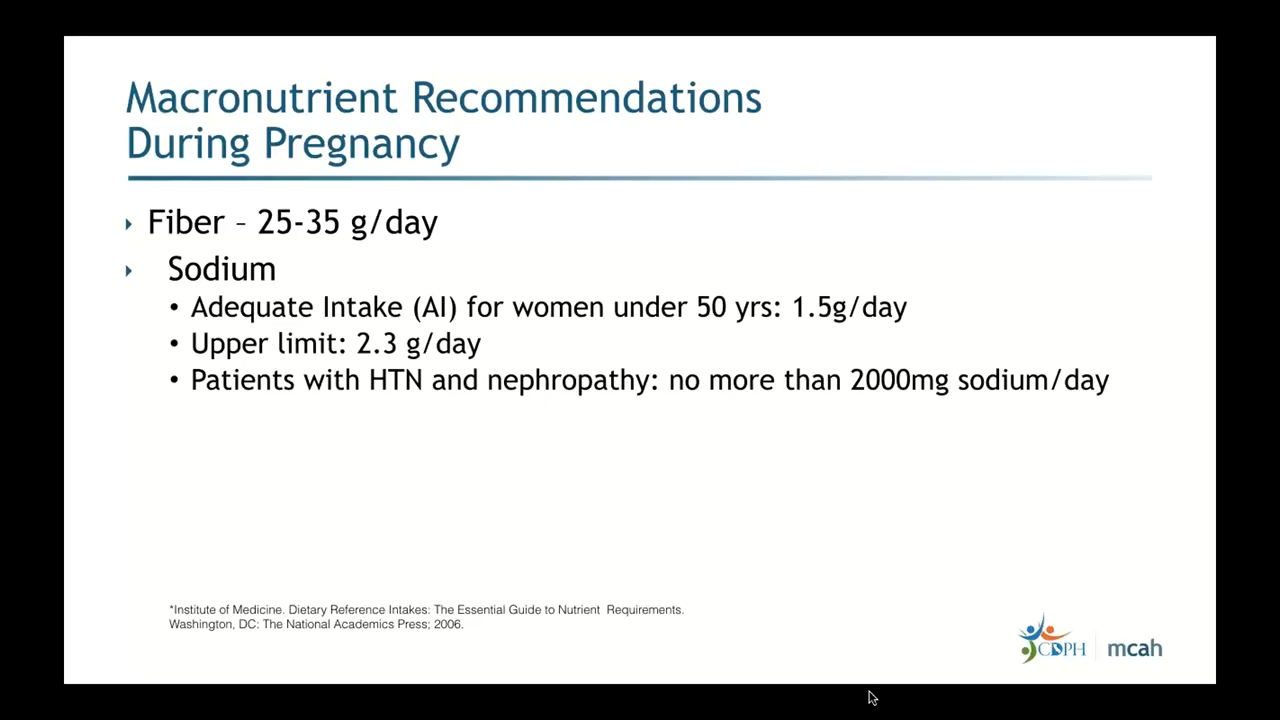 Macronutrient Recommendations
During Pregnancy
Fiber – 25-35 g/day
Sodium
• Adequate Intake (AI) for women under 50 yrs: 1.5g/day
• Upper limit: 2.3 g/day
• Patients with HTN and nephropathy: no more than 2000mg sodium/day
*Institute of Medicine. Dietary Reference Intakes: The Essential Guide to Nutrient Requirements.
Washington, DC: The National Academics Press; 2006.
CDPH mcah